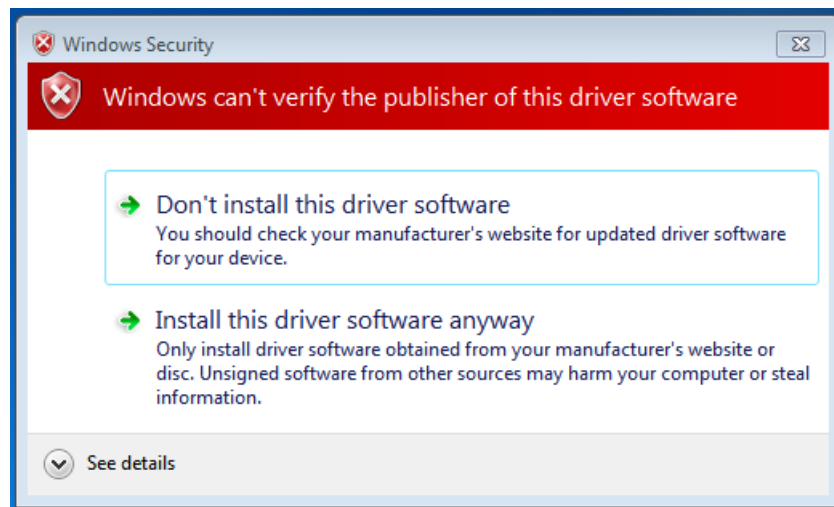 Windows Security
Windows can't verify the publisher of this driver software
Don't install this driver software
You should check your manufacturer's website for updated driver software
for your device.
Install this driver software anyway
Only install driver software obtained from your manufacturer's website or
disc. Unsigned software from other sources may harm your computer or steal
information.
See details